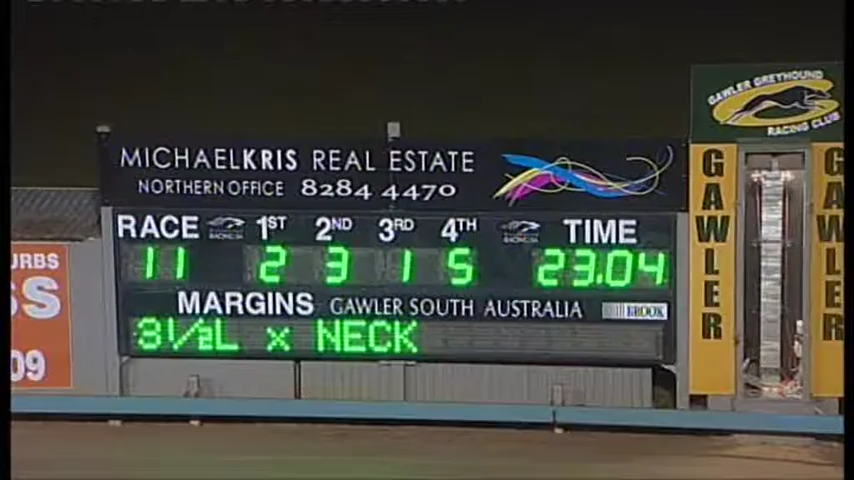 GAWLER GREYHOUND
RACING CLUB
MICHAELKRIS REAL ESTATE
NORTHERN OFFICE 8284 4470
RACE 1ST 2ND 3RD 4TH TIME
11 2 3 1 5 23.04
MARGINS GAWLER SOUTH AUSTRALIA BROOK
3½L x NECK
GAWLER
GAWLER
URBS
S
09